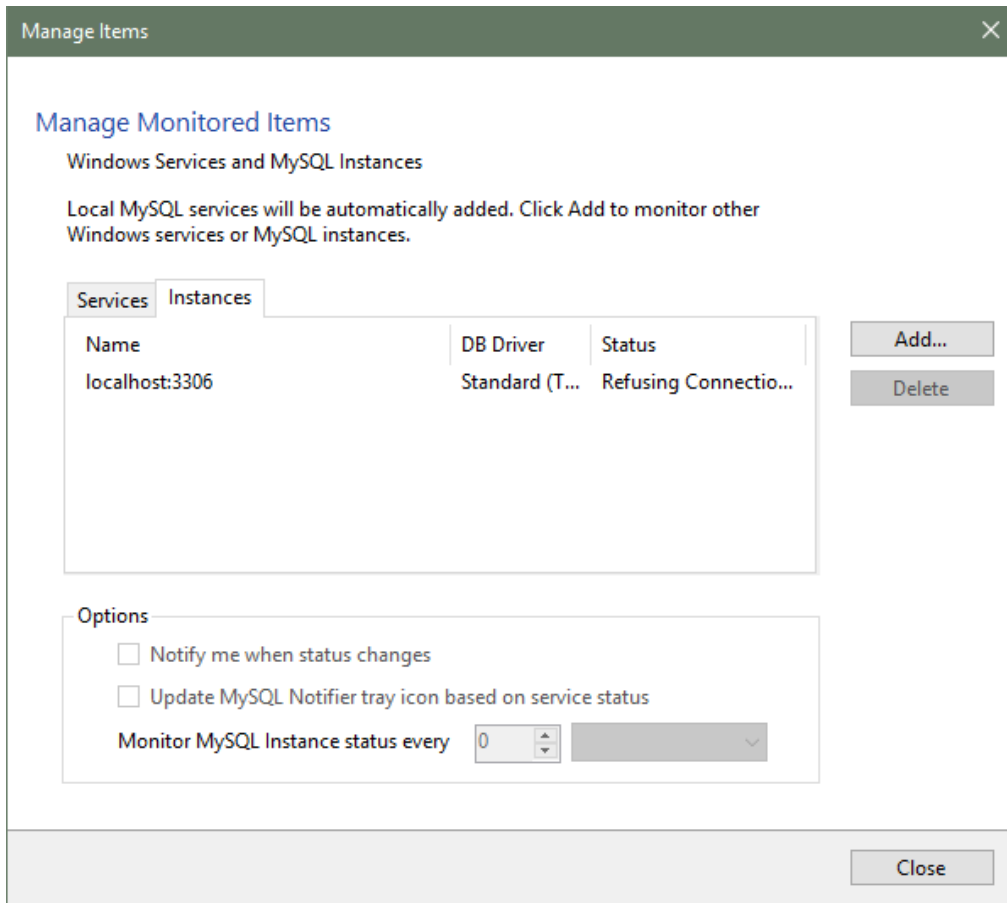 Manage Items
Manage Monitored Items
Windows Services and MySQL Instances
Local MySQL services will be automatically added. Click Add to monitor other
Windows services or MySQL instances.
Services Instances
Name DB Driver Status
localhost:3306 Standard (T... Refusing Connectio...
Add...
Delete
Options
Notify me when status changes
Update MySQL Notifier tray icon based on service status
Monitor MySQL Instance status every 0
Close